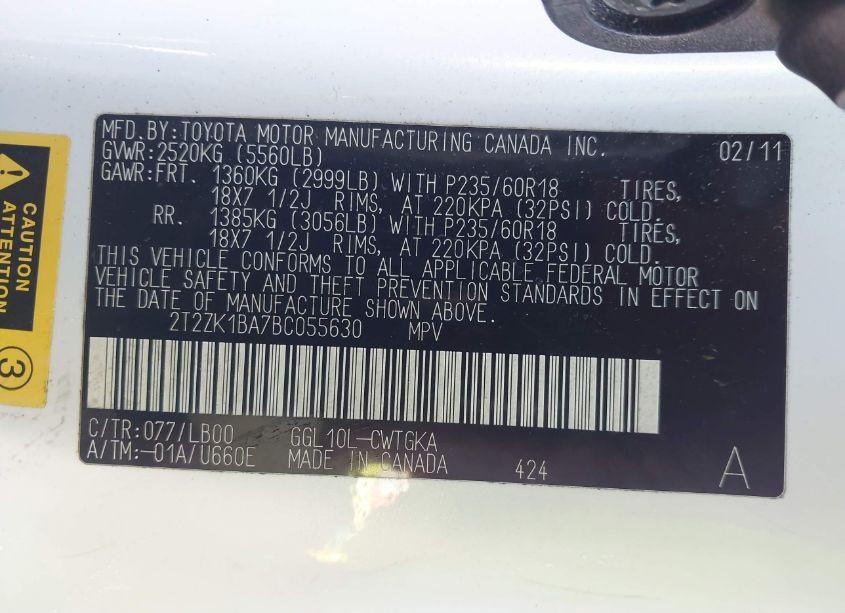 MFD.BY:TOYOTA MOTOR MANUFACTURING CANADA INC. 02/11
GVWR:2520KG (5560LB)
GAWR:FRT. 1360KG (2999LB) WITH P235/60R18 TIRES,
18X7 1/2J RIMS, AT 220KPA (32PSI) COLD.
RR. 1385KG (3056LB) WITH P235/60R18 TIRES,
18X7 1/2J RIMS, AT 220KPA (32PSI) COLD.
THIS VEHICLE CONFORMS TO ALL APPLICABLE FEDERAL MOTOR
VEHICLE SAFETY AND THEFT PREVENTION STANDARDS IN EFFECT ON
THE DATE OF MANUFACTURE SHOWN ABOVE.
2T2ZK1BA7BC055630 MPV
C/TR:077/LB00 GGL10L-CWTGKA
A/TM:-01A/U660E MADE IN CANADA 424 A
CAUTION
ATTENTION
3